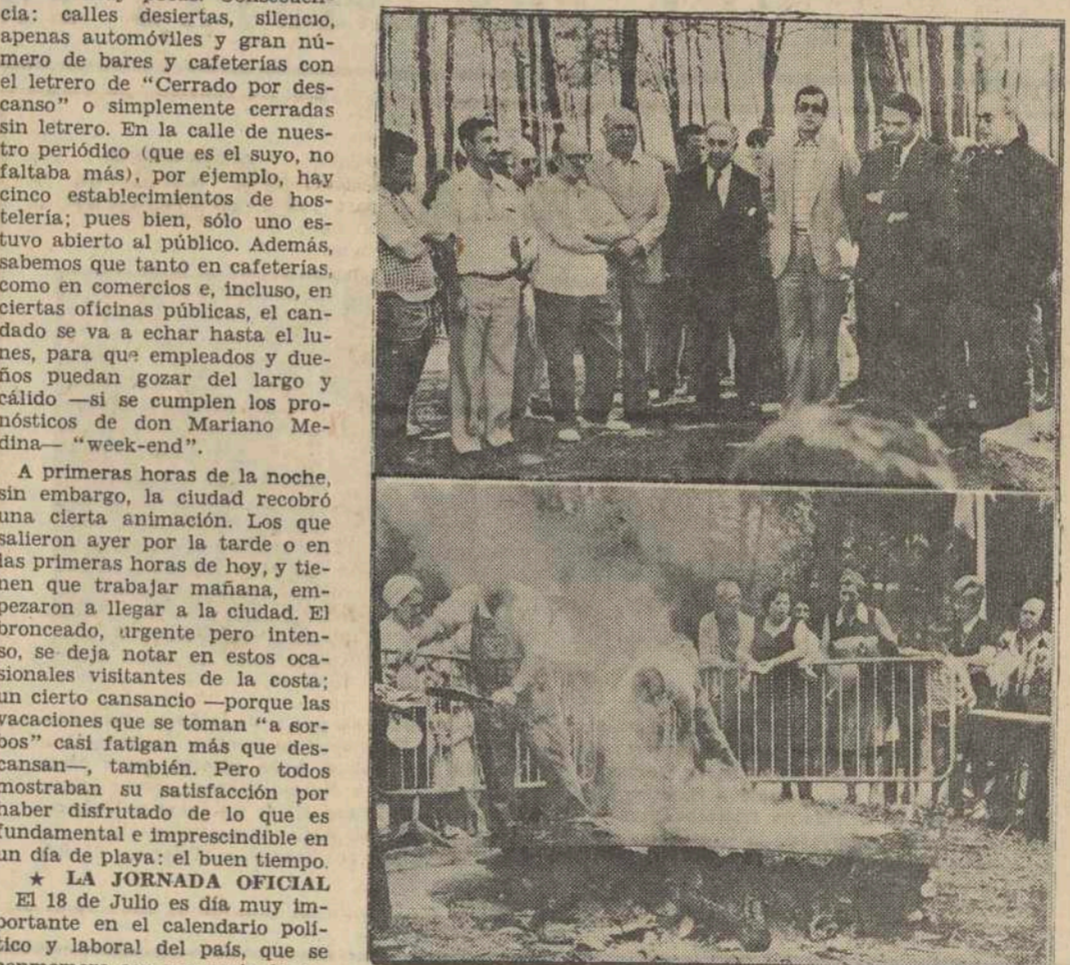 cia: calles desiertas, silencio,
apenas automóviles y gran nú-
mero de bares y cafeterías con
el letrero de "Cerrado por des-
canso" o simplemente cerradas
sin letrero. En la calle de nues-
tro periódico (que es el suyo, no
faltaba más), por ejemplo, hay
cinco establecimientos de hos-
telería; pues bien, sólo uno es-
tuvo abierto al público. Además,
sabemos que tanto en cafeterías,
como en comercios e, incluso, en
ciertas oficinas públicas, el can-
dado se va a echar hasta el lu-
nes, para que empleados y due-
ños puedan gozar del largo y
cálido —si se cumplen los pro-
nósticos de don Mariano Me-
dina— "week-end".
A primeras horas de la noche,
sin embargo, la ciudad recobró
una cierta animación. Los que
salieron ayer por la tarde o en
las primeras horas de hoy, y tie-
nen que trabajar mañana, em-
pezaron a llegar a la ciudad. El
bronceado, urgente pero inten-
so, se deja notar en estos oca-
sionales visitantes de la costa;
un cierto cansancio —porque las
vacaciones que se toman "a sor-
bos" casi fatigan más que des-
cansan—, también. Pero todos
mostraban su satisfacción por
haber disfrutado de lo que es
fundamental e imprescindible en
un día de playa: el buen tiempo.
★ LA JORNADA OFICIAL
El 18 de Julio es día muy im-
portante en el calendario polí-
tico y laboral del país, que se